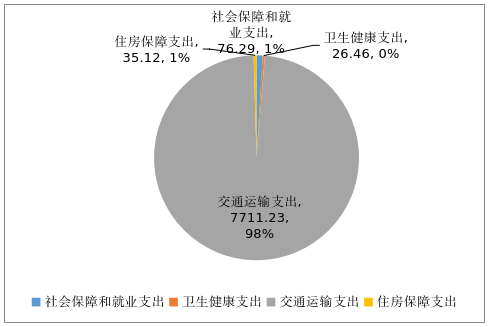 社会保障和就
业支出,
76.29, 1%
住房保障支出,
35.12, 1%
卫生健康支出,
26.46, 0%
交通运输支出,
7711.23,
98%
社会保障和就业支出 卫生健康支出 交通运输支出 住房保障支出